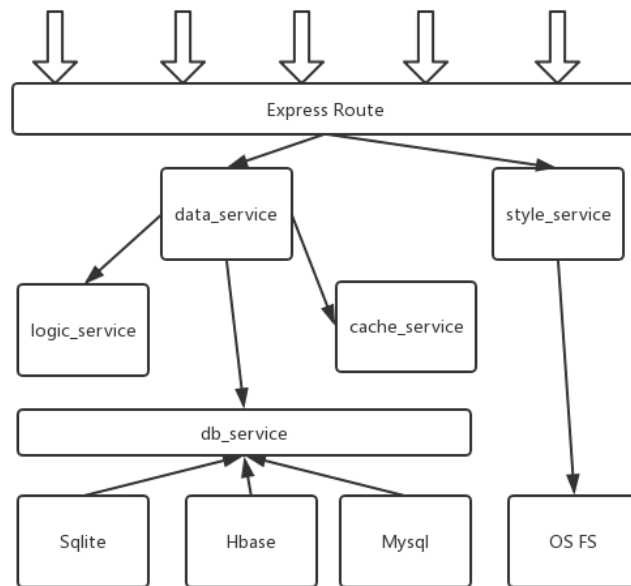 Express Route
data_service
style_service
logic_service
cache_service
db_service
Sqlite
Hbase
Mysql
OS FS